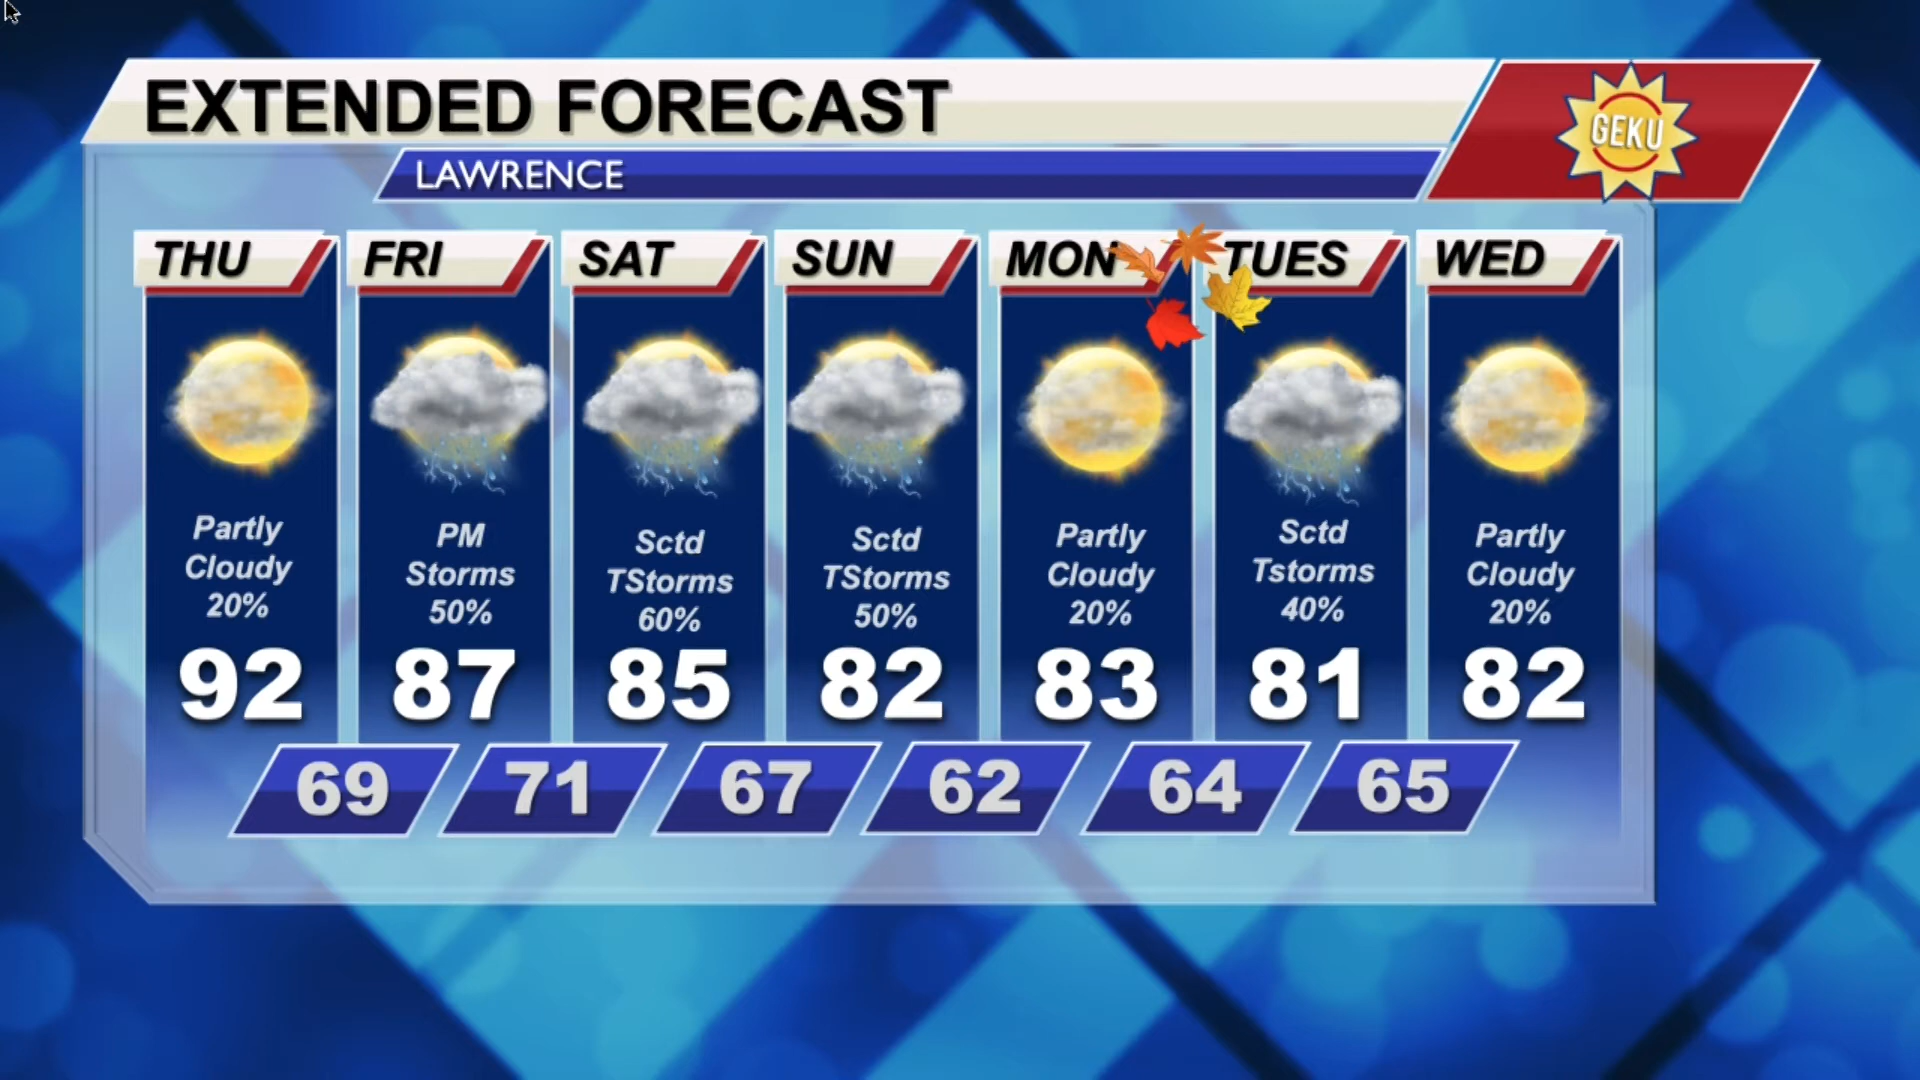 EXTENDED FORECAST
GEKU
LAWRENCE
THU
FRI
SAT
SUN
MON
TUES
WED
Partly
Cloudy
20%
PM
Storms
50%
Sctd
TStorms
60%
Sctd
TStorms
50%
Partly
Cloudy
20%
Sctd
Tstorms
40%
Partly
Cloudy
20%
92
87
85
82
83
81
82
69
71
67
62
64
65